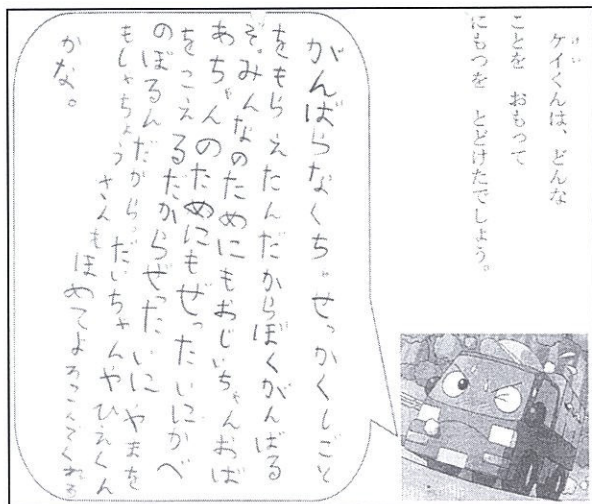 けい
ケイくんは、どんな
ことを おもって
にもつを とどけたでしょう。
がんばらなくちゃせっかくしごと
をもらえたんだからぼくがんばる
ぞ。みんなのためにもおじいちゃんおば
あちゃんのためにもぜったいにかべ
をこえるだからぜったいにやまを
のぼるんだから。だいちゃんやひえくん
もしゃちょうさんもほめてよろこんでくれる
かな。